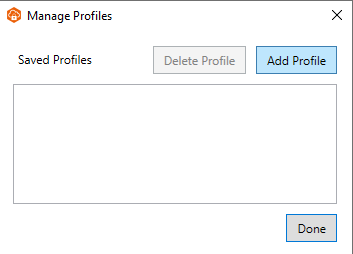 Manage Profiles
Saved Profiles
Delete Profile
Add Profile
Done